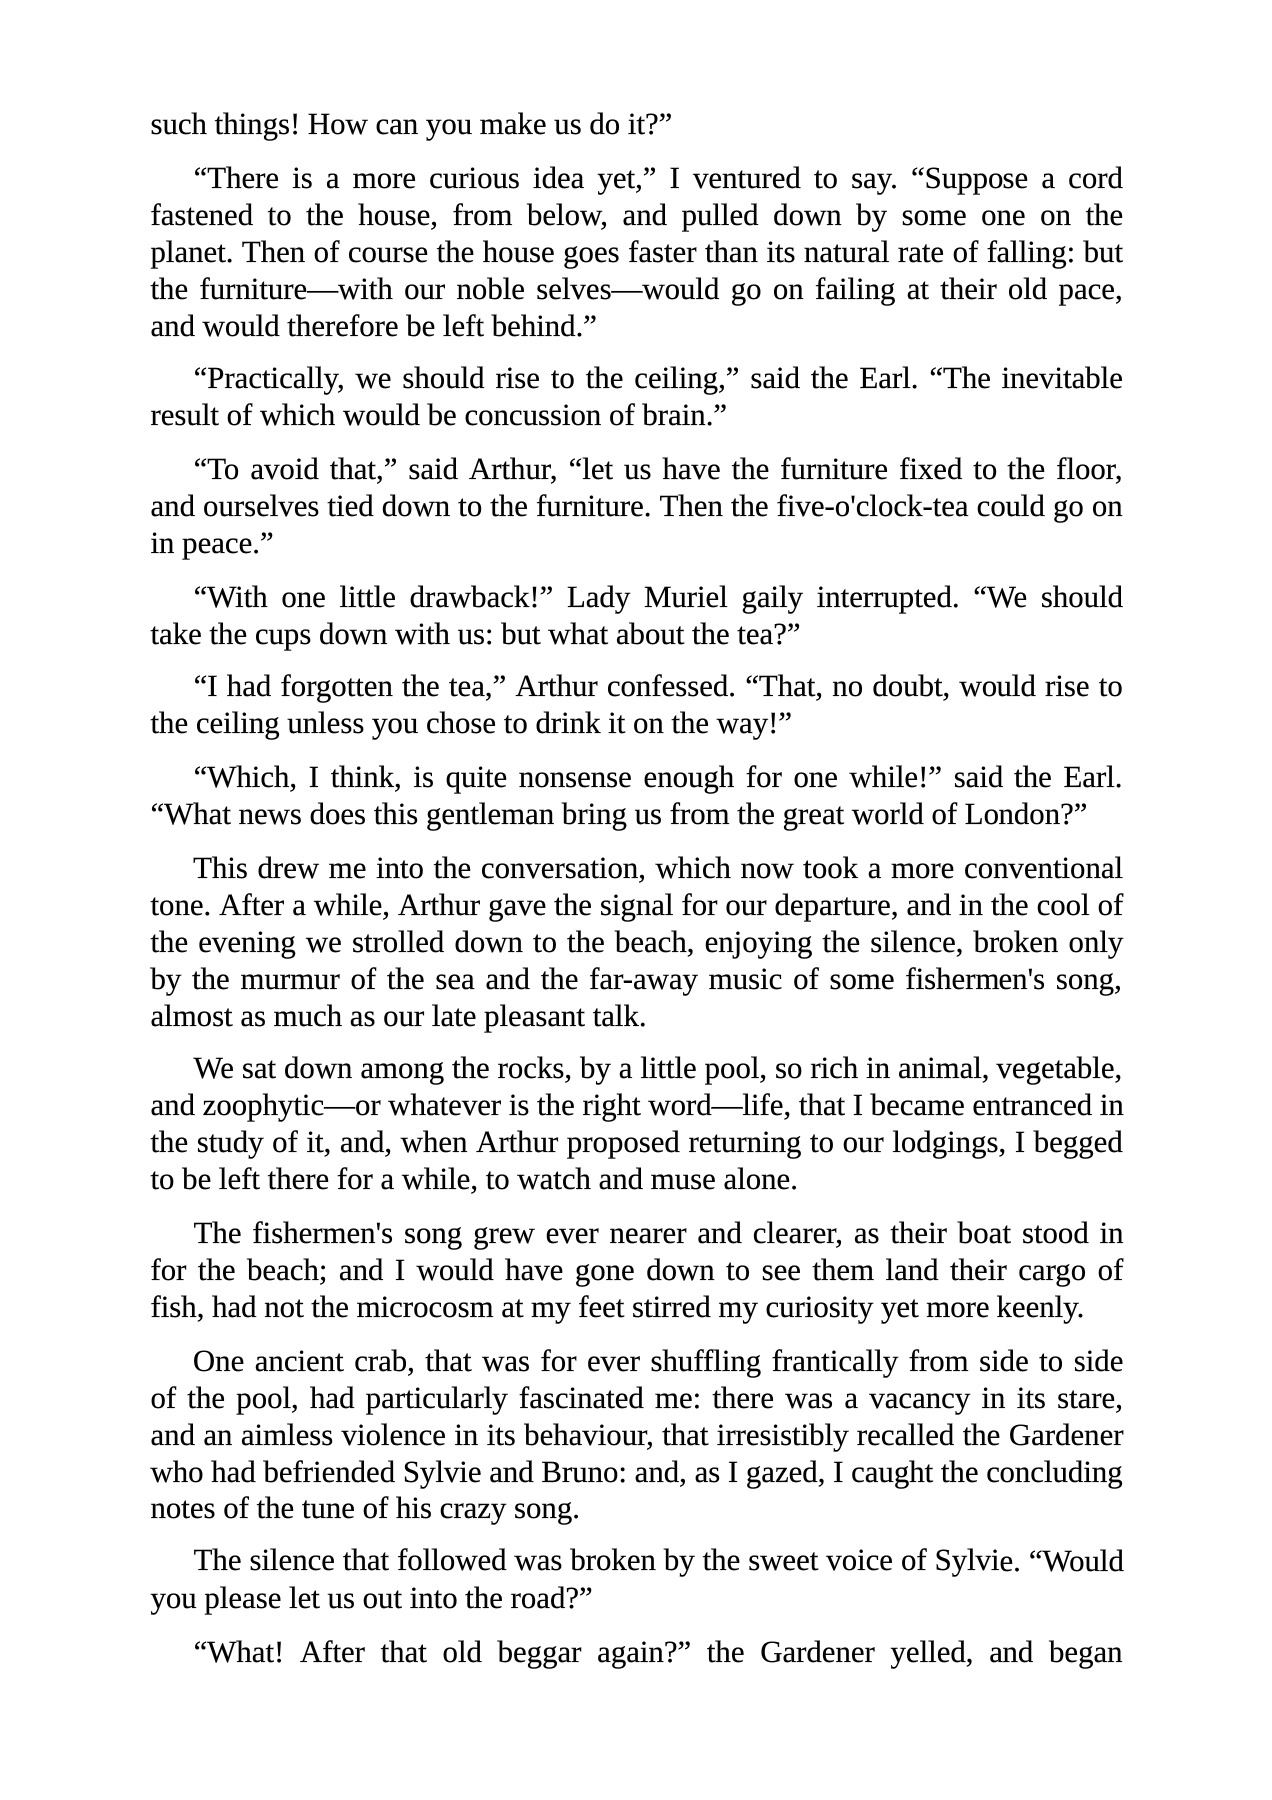 such things! How can you make us do it?”
“There is a more curious idea yet,” I ventured to say. “Suppose a cord
fastened to the house, from below, and pulled down by some one on the
planet. Then of course the house goes faster than its natural rate of falling: but
the furniture—with our noble selves—would go on failing at their old pace,
and would therefore be left behind.”
“Practically, we should rise to the ceiling,” said the Earl. “The inevitable
result of which would be concussion of brain.”
“To avoid that,” said Arthur, “let us have the furniture fixed to the floor,
and ourselves tied down to the furniture. Then the five-o'clock-tea could go on
in peace.”
“With one little drawback!” Lady Muriel gaily interrupted. “We should
take the cups down with us: but what about the tea?”
“I had forgotten the tea,” Arthur confessed. “That, no doubt, would rise to
the ceiling unless you chose to drink it on the way!”
“Which, I think, is quite nonsense enough for one while!” said the Earl.
“What news does this gentleman bring us from the great world of London?”
This drew me into the conversation, which now took a more conventional
tone. After a while, Arthur gave the signal for our departure, and in the cool of
the evening we strolled down to the beach, enjoying the silence, broken only
by the murmur of the sea and the far-away music of some fishermen's song,
almost as much as our late pleasant talk.
We sat down among the rocks, by a little pool, so rich in animal, vegetable,
and zoophytic—or whatever is the right word—life, that I became entranced in
the study of it, and, when Arthur proposed returning to our lodgings, I begged
to be left there for a while, to watch and muse alone.
The fishermen's song grew ever nearer and clearer, as their boat stood in
for the beach; and I would have gone down to see them land their cargo of
fish, had not the microcosm at my feet stirred my curiosity yet more keenly.
One ancient crab, that was for ever shuffling frantically from side to side
of the pool, had particularly fascinated me: there was a vacancy in its stare,
and an aimless violence in its behaviour, that irresistibly recalled the Gardener
who had befriended Sylvie and Bruno: and, as I gazed, I caught the concluding
notes of the tune of his crazy song.
The silence that followed was broken by the sweet voice of Sylvie. “Would
you please let us out into the road?”
“What! After that old beggar again?” the Gardener yelled, and began